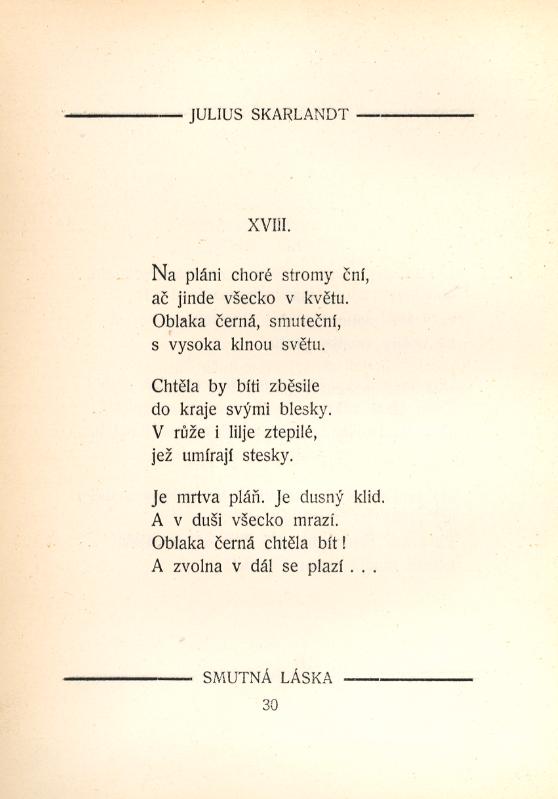 JULIUS SKARLANDT
XVIII.
Na pláni choré stromy ční,
ač jinde všecko v květu.
Oblaka černá, smuteční,
s vysoka klnou světu.
Chtěla by bíti zběsile
do kraje svými blesky.
V růže i lilje ztepilé,
jež umírají stesky.
Je mrtva pláň. Je dusný klid.
A v duši všecko mrazí.
Oblaka černá chtěla bít!
A zvolna v dál se plazí . . .
SMUTNÁ LÁSKA
30